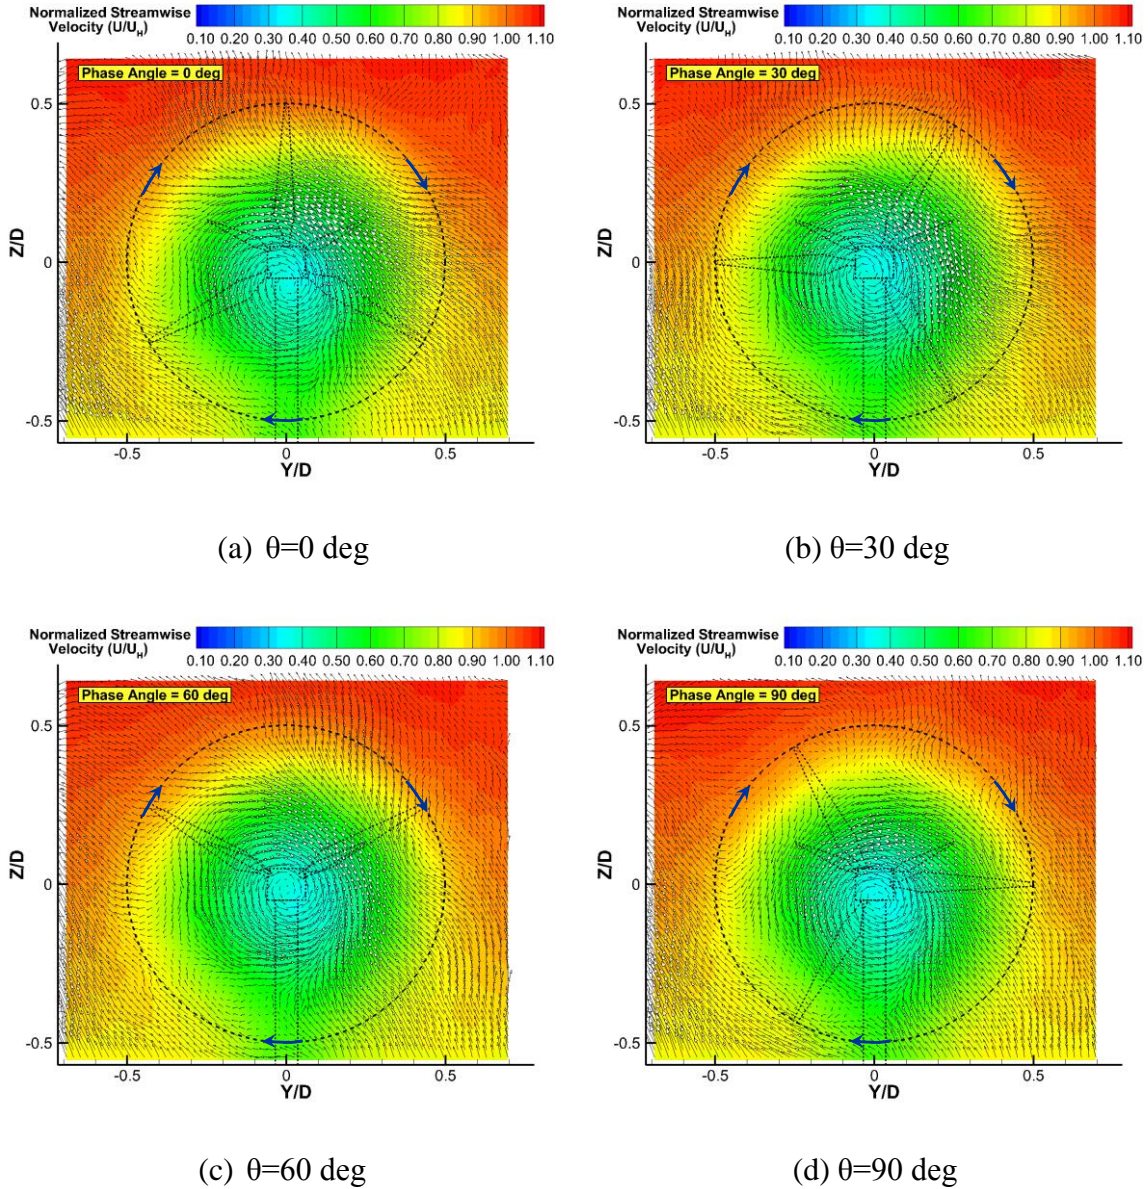 Normalized Streamwise
Velocity (U/U_H)
0.10 0.20 0.30 0.40 0.50 0.60 0.70 0.80 0.90 1.00 1.10
Phase Angle = 0 deg
0.5
0
-0.5
Z/D
-0.5 0 0.5
Y/D
(a) θ=0 deg
Normalized Streamwise
Velocity (U/U_H)
0.10 0.20 0.30 0.40 0.50 0.60 0.70 0.80 0.90 1.00 1.10
Phase Angle = 30 deg
0.5
0
-0.5
Z/D
-0.5 0 0.5
Y/D
(b) θ=30 deg
Normalized Streamwise
Velocity (U/U_H)
0.10 0.20 0.30 0.40 0.50 0.60 0.70 0.80 0.90 1.00 1.10
Phase Angle = 60 deg
0.5
0
-0.5
Z/D
-0.5 0 0.5
Y/D
(c) θ=60 deg
Normalized Streamwise
Velocity (U/U_H)
0.10 0.20 0.30 0.40 0.50 0.60 0.70 0.80 0.90 1.00 1.10
Phase Angle = 90 deg
0.5
0
-0.5
Z/D
-0.5 0 0.5
Y/D
(d) θ=90 deg